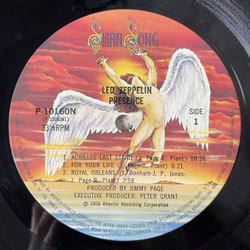 Swan Song
LED ZEPPELIN
PRESENCE
P-10160N
33⅓RPM
SIDE
1
1. ACHILLES LAST STAND (J. Page R. Plant) 10:26
2. FOR YOUR LIFE (J. Page R. Plant) 6:21
3. ROYAL ORLEANS (J. Bonham J. P. Jones-
J. Page R. Plant) 2:58
PRODUCED BY JIMMY PAGE
EXECUTIVE PRODUCER: PETER GRANT
℗ 1976 Atlantic Recording Corporation